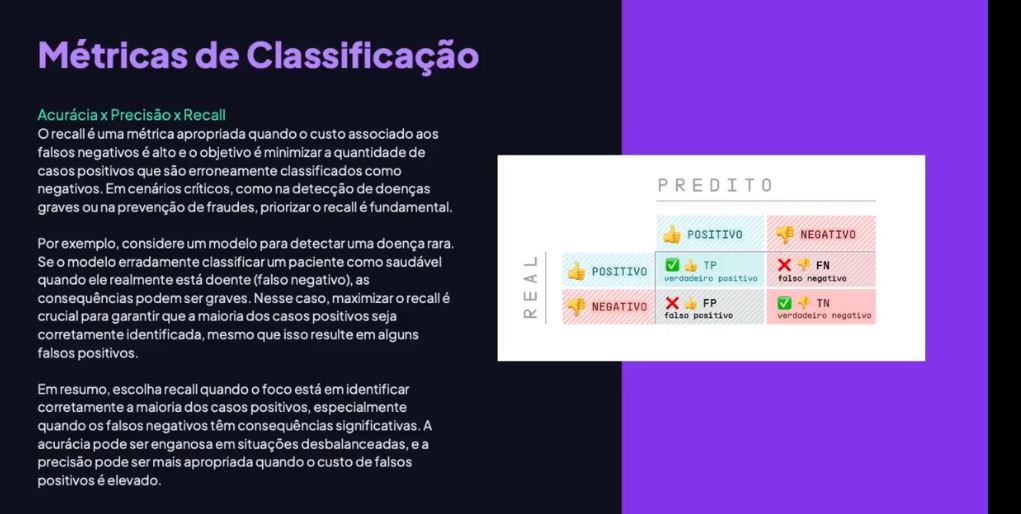 Métricas de Classificação
Acurácia x Precisão x Recall
O recall é uma métrica apropriada quando o custo associado aos
falsos negativos é alto e o objetivo é minimizar a quantidade de
casos positivos que são erroneamente classificados como
negativos. Em cenários críticos, como na detecção de doenças
graves ou na prevenção de fraudes, priorizar o recall é fundamental.
Por exemplo, considere um modelo para detectar uma doença rara.
Se o modelo erradamente classificar um paciente como saudável
quando ele realmente está doente (falso negativo), as
consequências podem ser graves. Nesse caso, maximizar o recall é
crucial para garantir que a maioria dos casos positivos seja
corretamente identificada, mesmo que isso resulte em alguns
falsos positivos.
Em resumo, escolha recall quando o foco está em identificar
corretamente a maioria dos casos positivos, especialmente
quando os falsos negativos têm consequências significativas. A
acurácia pode ser enganosa em situações desbalanceadas, e a
precisão pode ser mais apropriada quando o custo de falsos
positivos é elevado.
PREDITO
POSITIVO NEGATIVO
REAL
POSITIVO TP FN
verdadeiro positivo falso negativo
NEGATIVO FP TN
falso positivo verdadeiro negativo